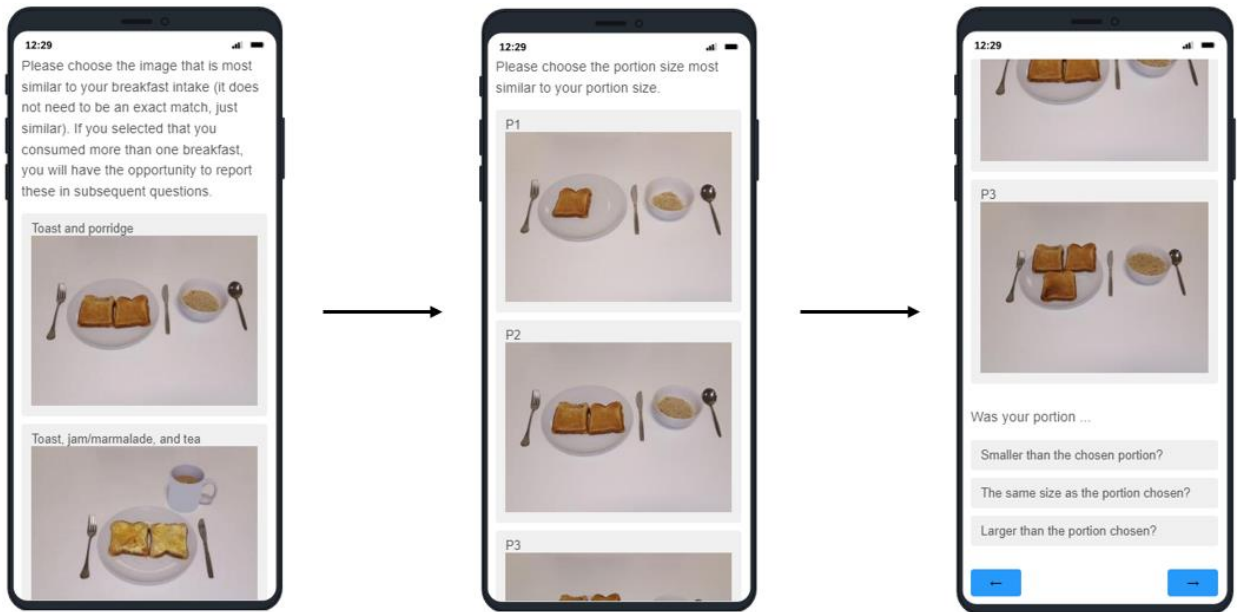 12:29
Please choose the image that is most
similar to your breakfast intake (it does
not need to be an exact match, just
similar). If you selected that you
consumed more than one breakfast,
you will have the opportunity to report
these in subsequent questions.
Toast and porridge
Toast, jam/marmalade, and tea
12:29
Please choose the portion size most
similar to your portion size.
P1
P2
P3
12:29
P3
Was your portion ...
Smaller than the chosen portion?
The same size as the portion chosen?
Larger than the portion chosen?
← →